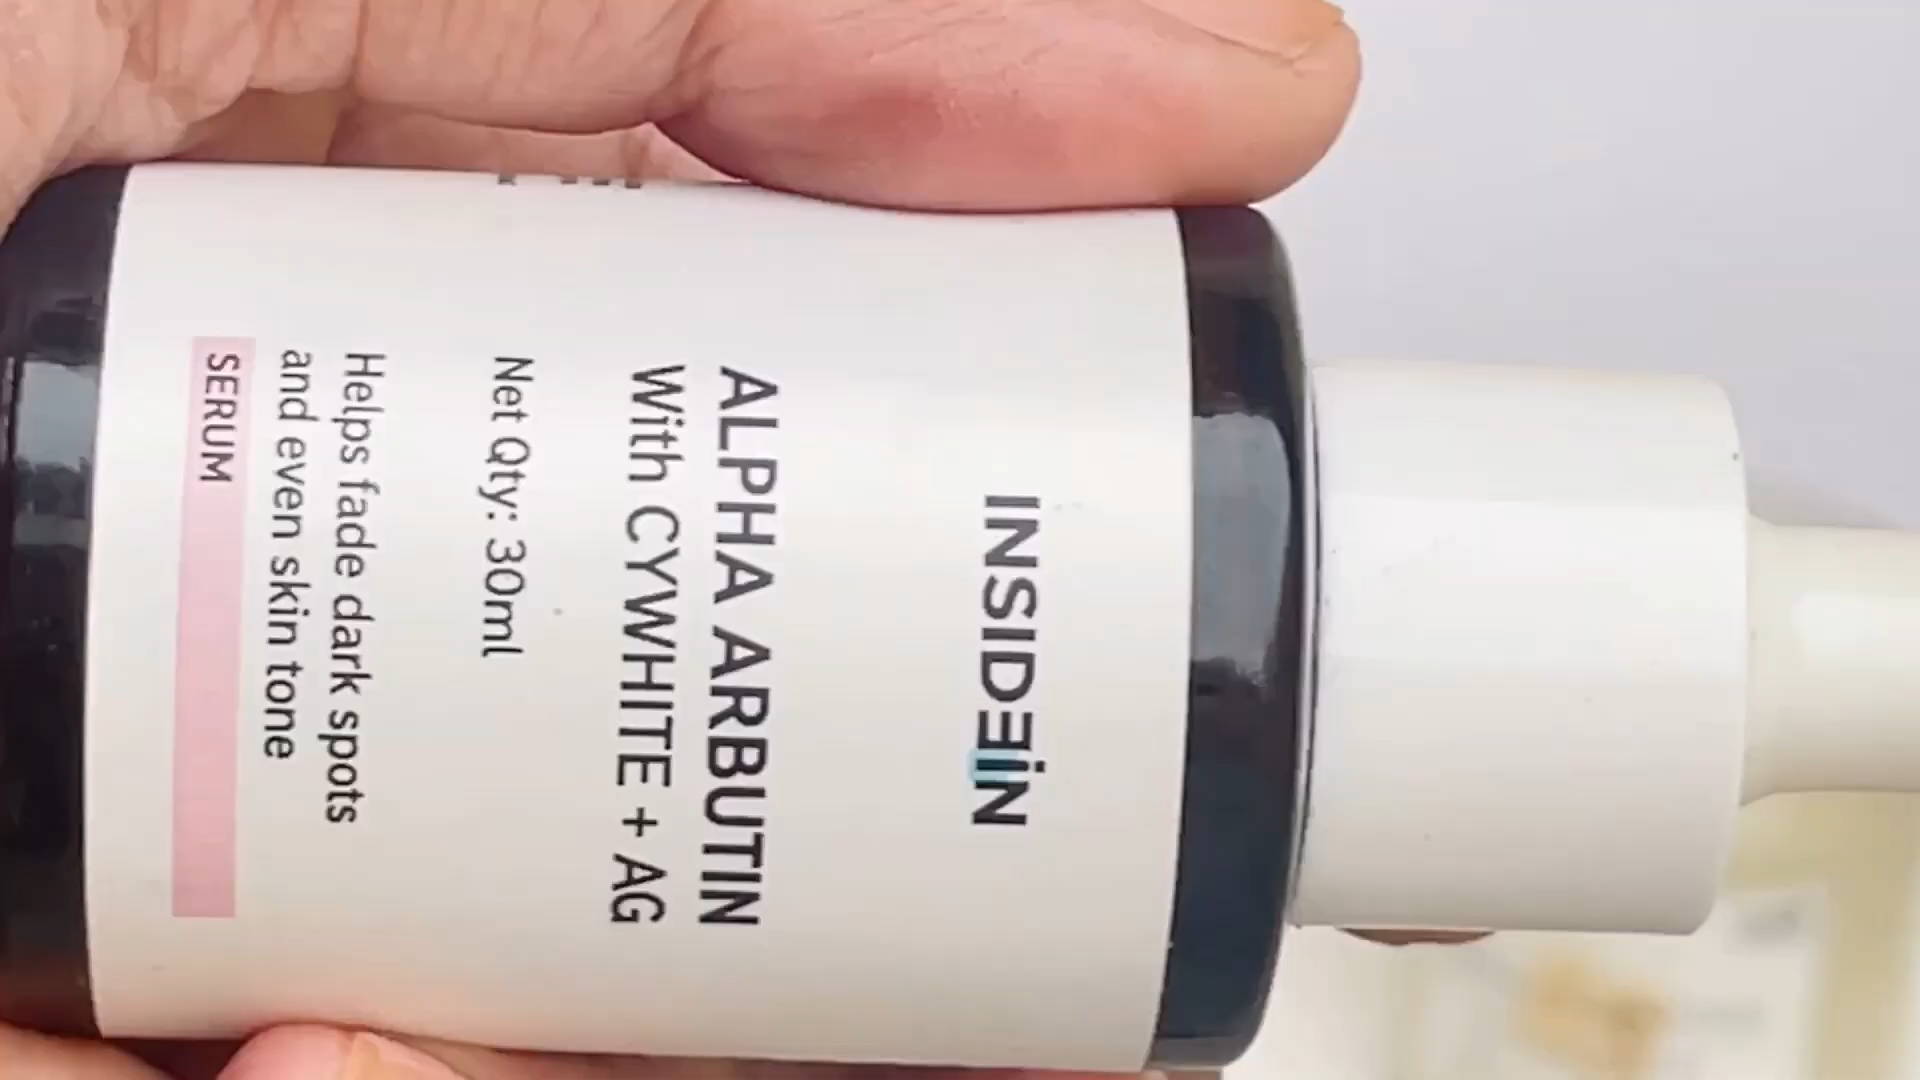 INSIDEIN
ALPHA ARBUTIN
With CYWHITE + AG
Net Qty: 30ml
Helps fade dark spots
and even skin tone
SERUM